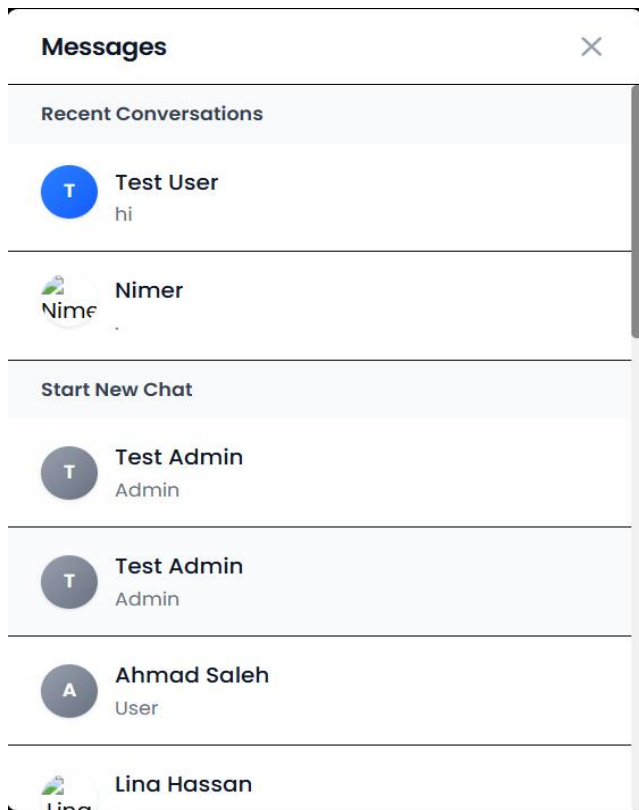 Messages
Recent Conversations
T
Test User
hi
Nimer
Nime
.
Start New Chat
T
Test Admin
Admin
T
Test Admin
Admin
A
Ahmad Saleh
User
Lina Hassan
Lina